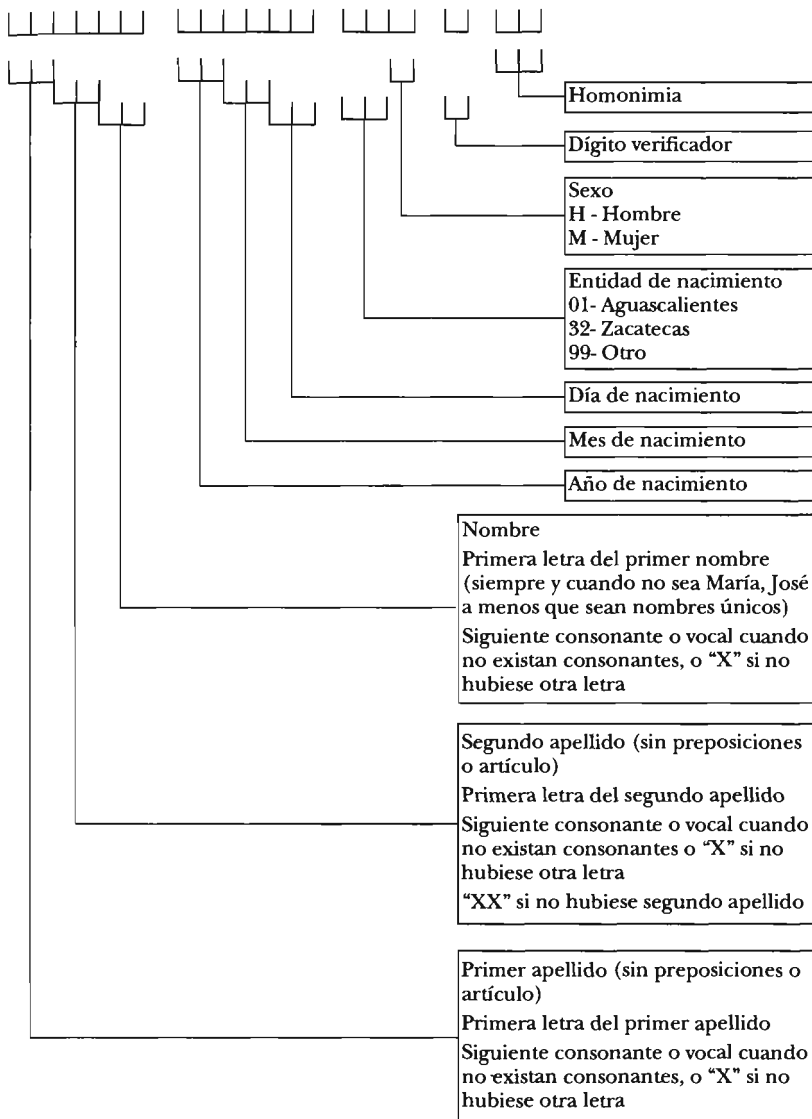 Homonimia
Dígito verificador
Sexo
H - Hombre
M - Mujer
Entidad de nacimiento
01- Aguascalientes
32- Zacatecas
99- Otro
Día de nacimiento
Mes de nacimiento
Año de nacimiento
Nombre
Primera letra del primer nombre
(siempre y cuando no sea María, José
a menos que sean nombres únicos)
Siguiente consonante o vocal cuando
no existan consonantes, o “X” si no
hubiese otra letra
Segundo apellido (sin preposiciones
o artículo)
Primera letra del segundo apellido
Siguiente consonante o vocal cuando
no existan consonantes o “X” si no
hubiese otra letra
“XX” si no hubiese segundo apellido
Primer apellido (sin preposiciones o
artículo)
Primera letra del primer apellido
Siguiente consonante o vocal cuando
no existan consonantes, o “X” si no
hubiese otra letra